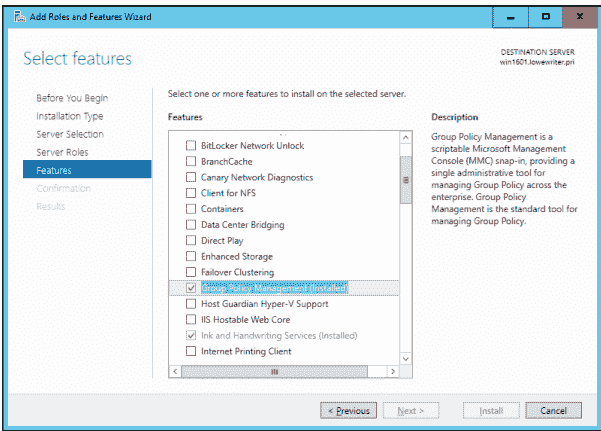 Add Roles and Features Wizard
Select features
DESTINATION SERVER
win1601.lowewriter.pri
Before You Begin
Installation Type
Server Selection
Server Roles
Features
Confirmation
Results
Select one or more features to install on the selected server.
Features
BitLocker Network Unlock
BranchCache
Canary Network Diagnostics
Client for NFS
Containers
Data Center Bridging
Direct Play
Enhanced Storage
Failover Clustering
Group Policy Management (Installed)
Host Guardian Hyper-V Support
IIS Hostable Web Core
Ink and Handwriting Services (Installed)
Internet Printing Client
Description
Group Policy Management is a
scriptable Microsoft Management
Console (MMC) snap-in, providing a
single administrative tool for
managing Group Policy across the
enterprise. Group Policy
Management is the standard tool for
managing Group Policy.
< Previous
Next >
Install
Cancel